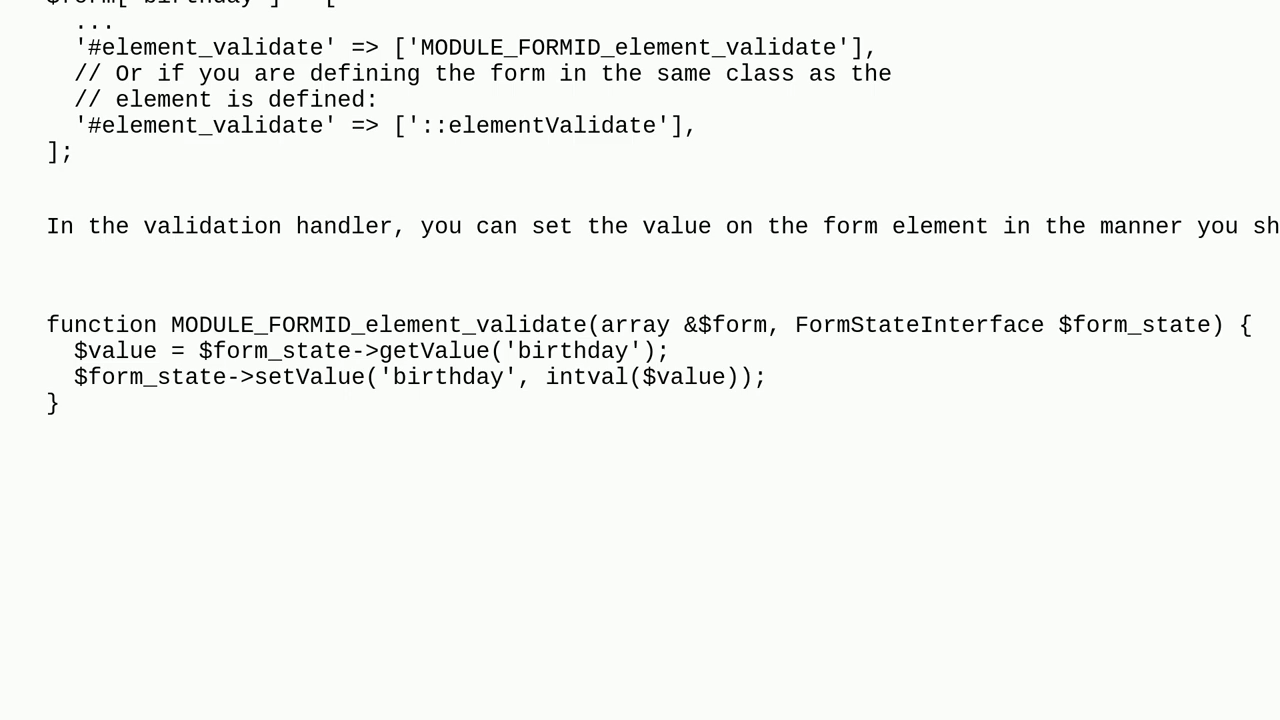 $form['birthday'] = [
  ...
  '#element_validate' => ['MODULE_FORMID_element_validate'],
  // Or if you are defining the form in the same class as the
  // element is defined:
  '#element_validate' => ['::elementValidate'],
];
In the validation handler, you can set the value on the form element in the manner you sh
function MODULE_FORMID_element_validate(array &$form, FormStateInterface $form_state) {
  $value = $form_state->getValue('birthday');
  $form_state->setValue('birthday', intval($value));
}